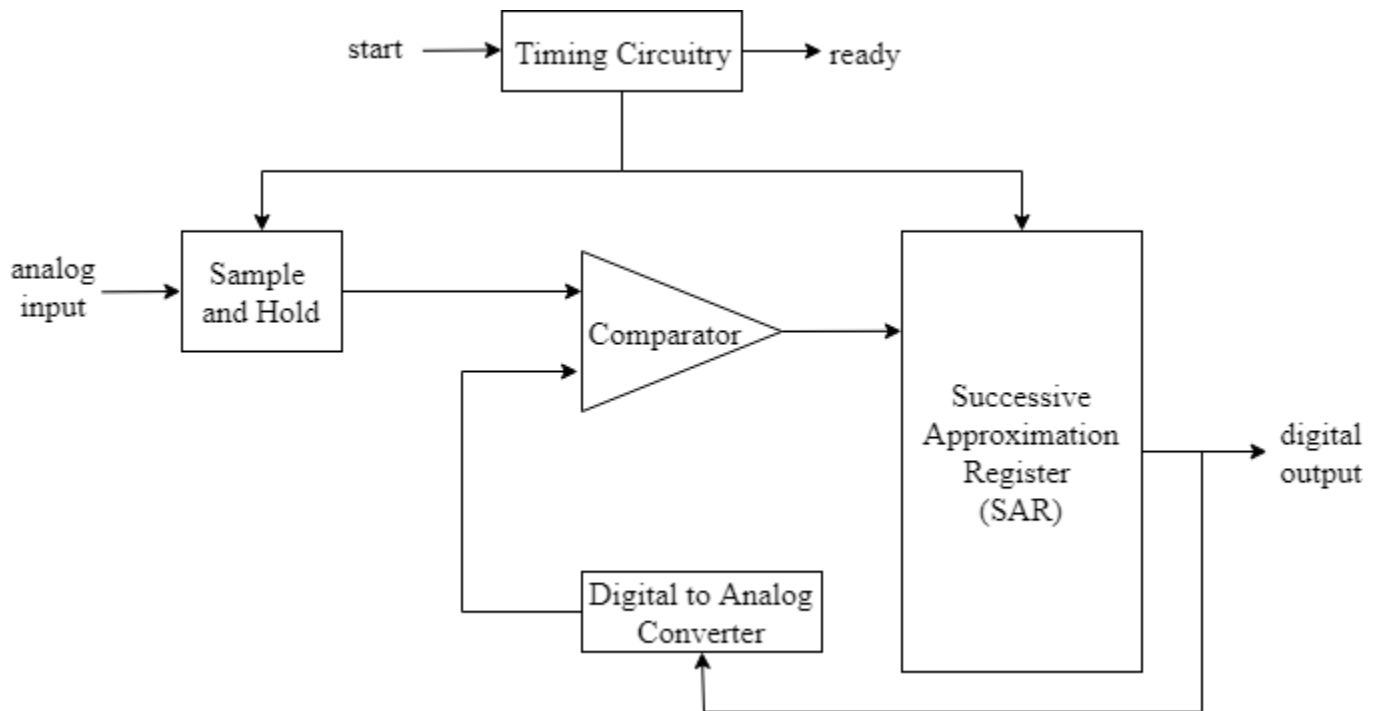 start
Timing Circuitry
ready
analog
input
Sample
and Hold
Comparator
Successive
Approximation
Register
(SAR)
digital
output
Digital to Analog
Converter